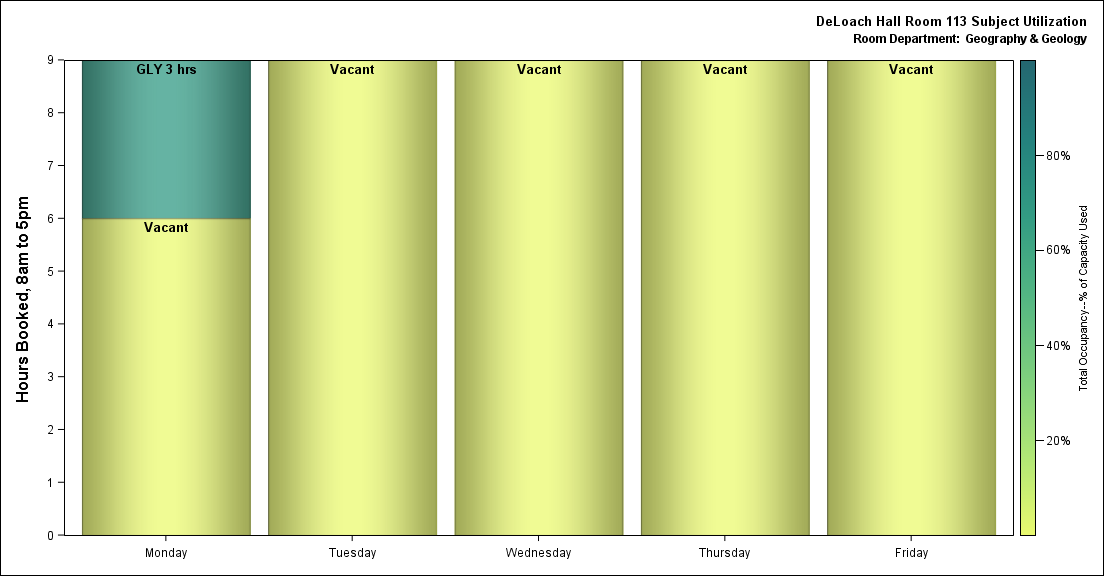 DeLoach Hall Room 113 Subject Utilization
Room Department: Geography & Geology
Hours Booked, 8am to 5pm
9
8
7
6
5
4
3
2
1
0
GLY 3 hrs
Vacant
Vacant
Vacant
Vacant
Vacant
Monday
Tuesday
Wednesday
Thursday
Friday
80%
60%
40%
20%
Total Occupancy--% of Capacity Used